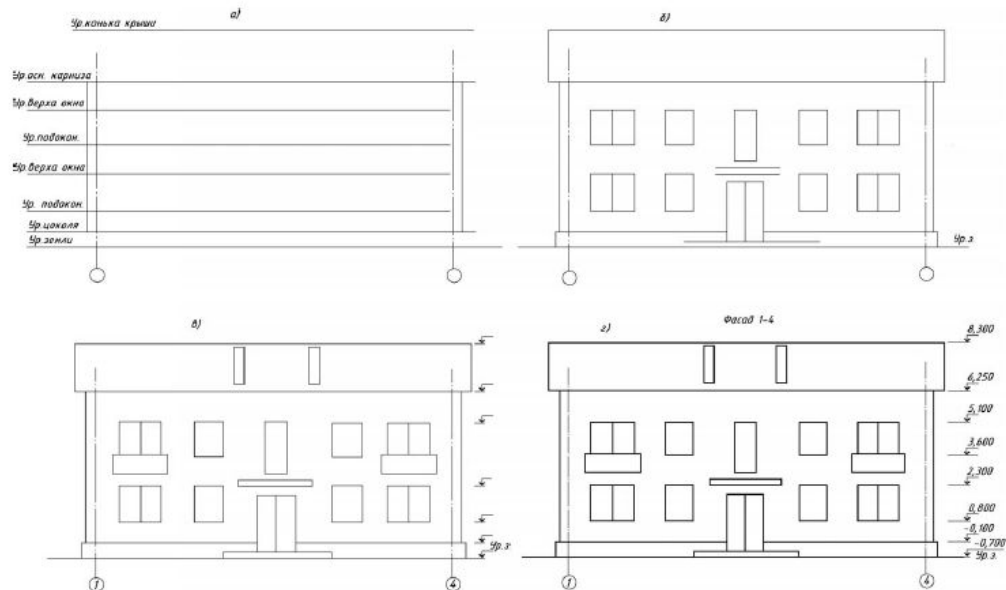 а)
Ур.конька крыши
Ур.осн. карниза
Ур.верха окна
Ур.подокон.
Ур.верха окна
Ур. подокон.
Ур.цоколя
Ур.земли
б)
Ур.з
в)
Ур.з
1
4
г)
Фасад 1-4
8,300
6,250
5,100
3,600
2,300
0,800
-0,100
-0,700
Ур.з.
1
4